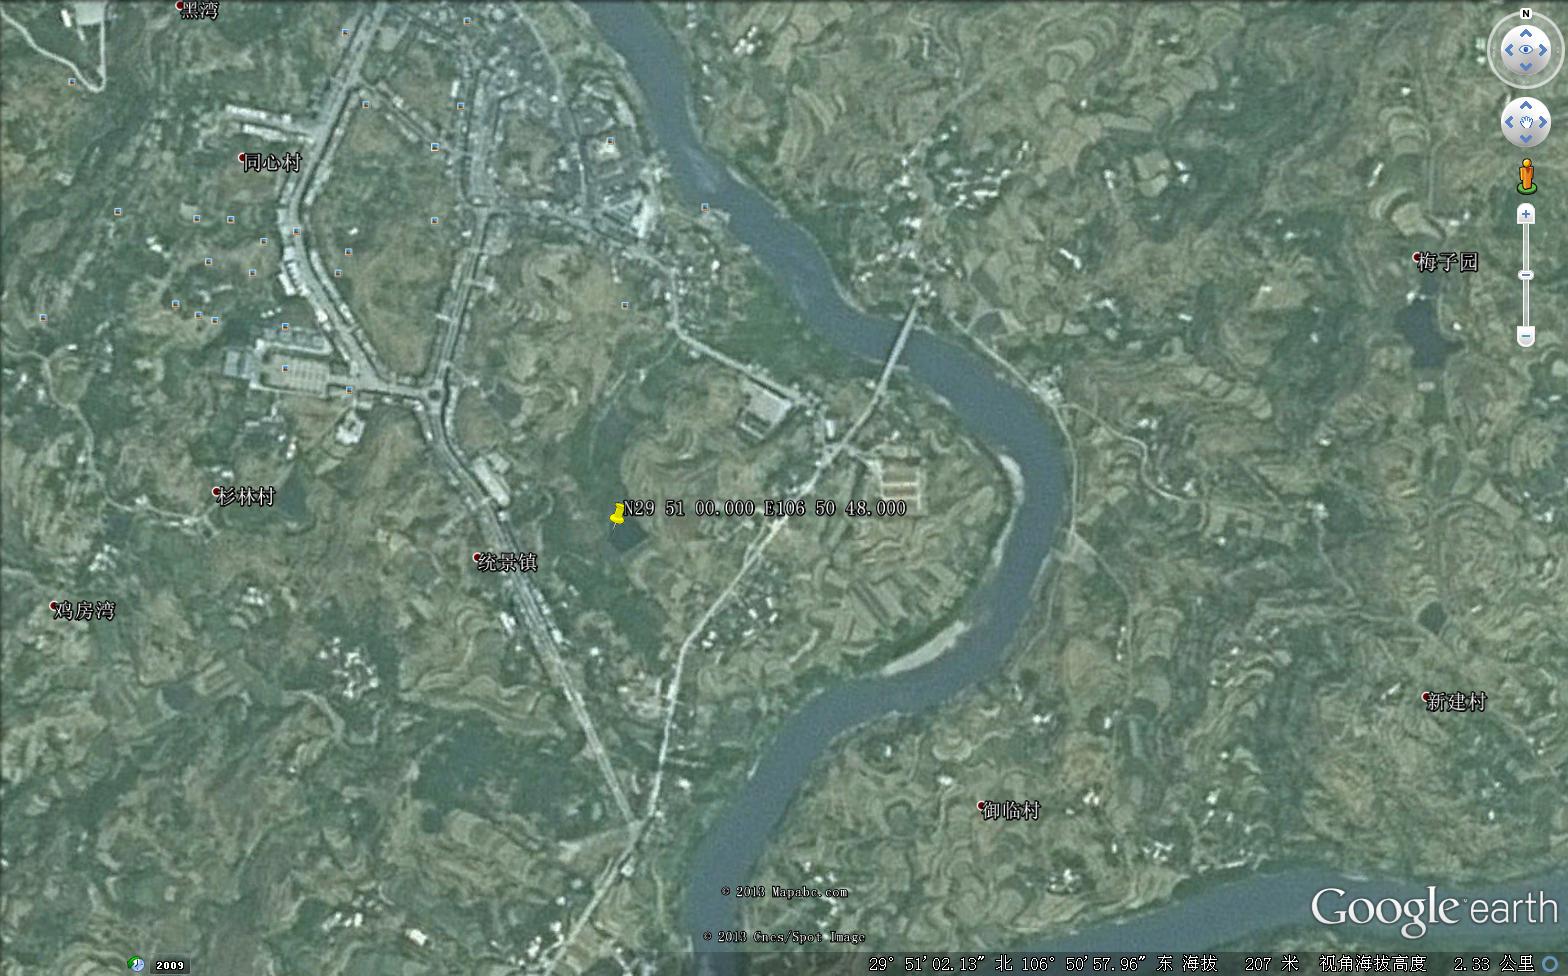 黑湾
N
同心村
梅子园
杉林村
N29 51 00.000 E106 50 48.000
统景镇
鸡房湾
新建村
御临村
© 2013 Mapabc.com
Google earth
© 2013 Cnes/Spot Image
2009
29° 51'02.13" 北 106° 50'57.96" 东 海拔 207 米 视角海拔高度 2.33 公里